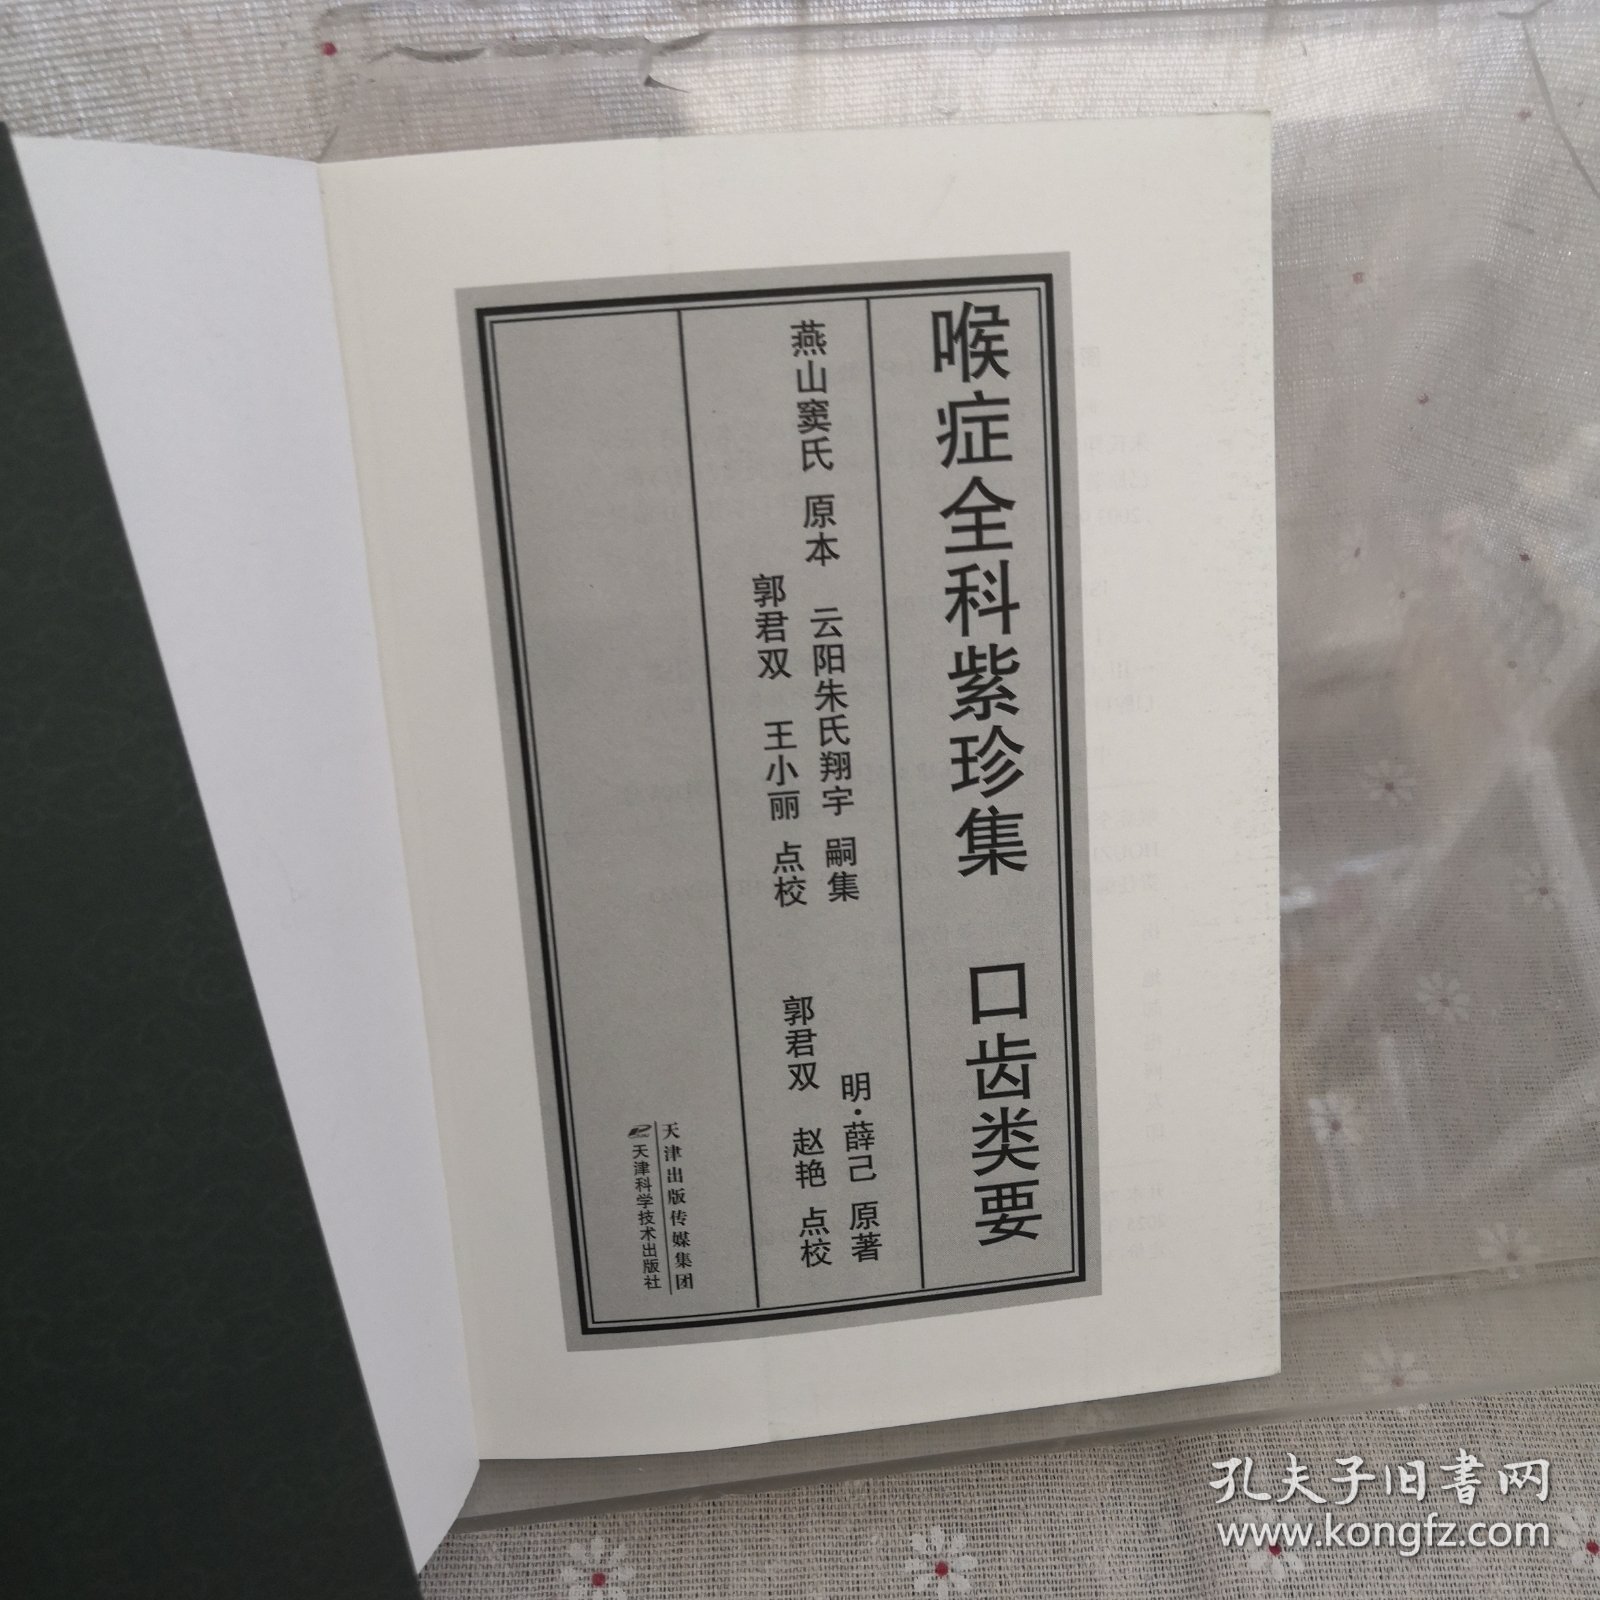 喉症全科紫珍集 口齿类要
燕山窦氏 原本 云阳朱氏翔宇 嗣集
郭君双 王小丽 点校
明·薛己 原著
郭君双 赵艳 点校
天津出版传媒集团
天津科学技术出版社
孔夫子旧书网
www.kongfz.com